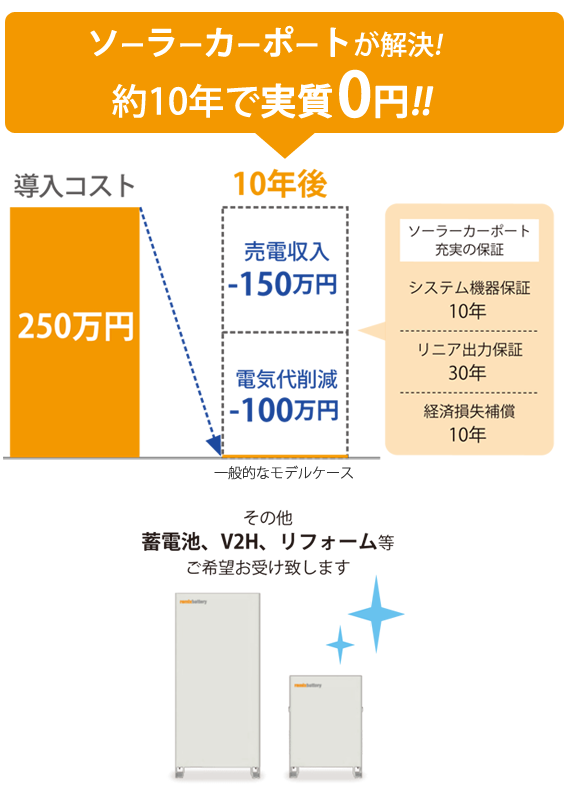 ソーラーカーポートが解決!
約10年で実質0円!!
導入コスト
10年後
250万円
売電収入
-150万円
電気代削減
-100万円
一般的なモデルケース
ソーラーカーポート
充実の保証
システム機器保証
10年
リニア出力保証
30年
経済損失補償
10年
その他
蓄電池、V2H、リフォーム等
ご希望お受け致します